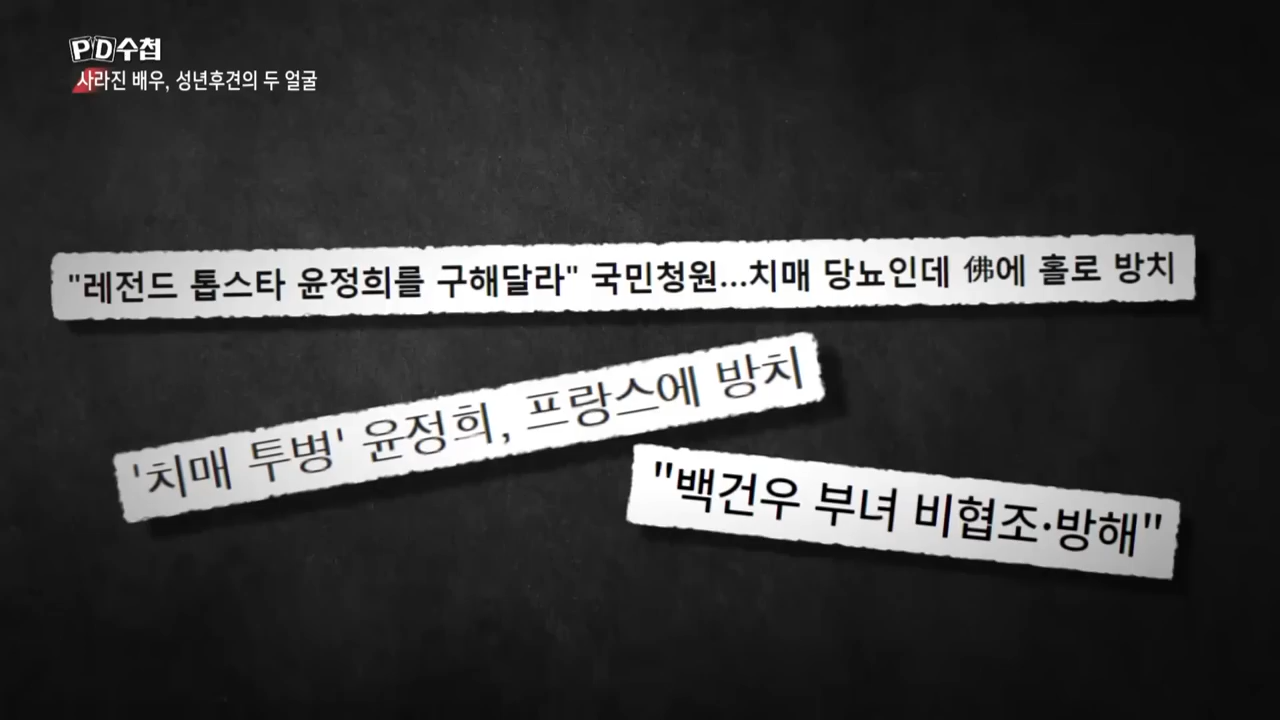 PD수첩
사라진 배우, 성년후견의 두 얼굴
"레전드 톱스타 윤정희를 구해달라" 국민청원...치매 당뇨인데 佛에 홀로 방치
'치매 투병' 윤정희, 프랑스에 방치
"백건우 부녀 비협조·방해"